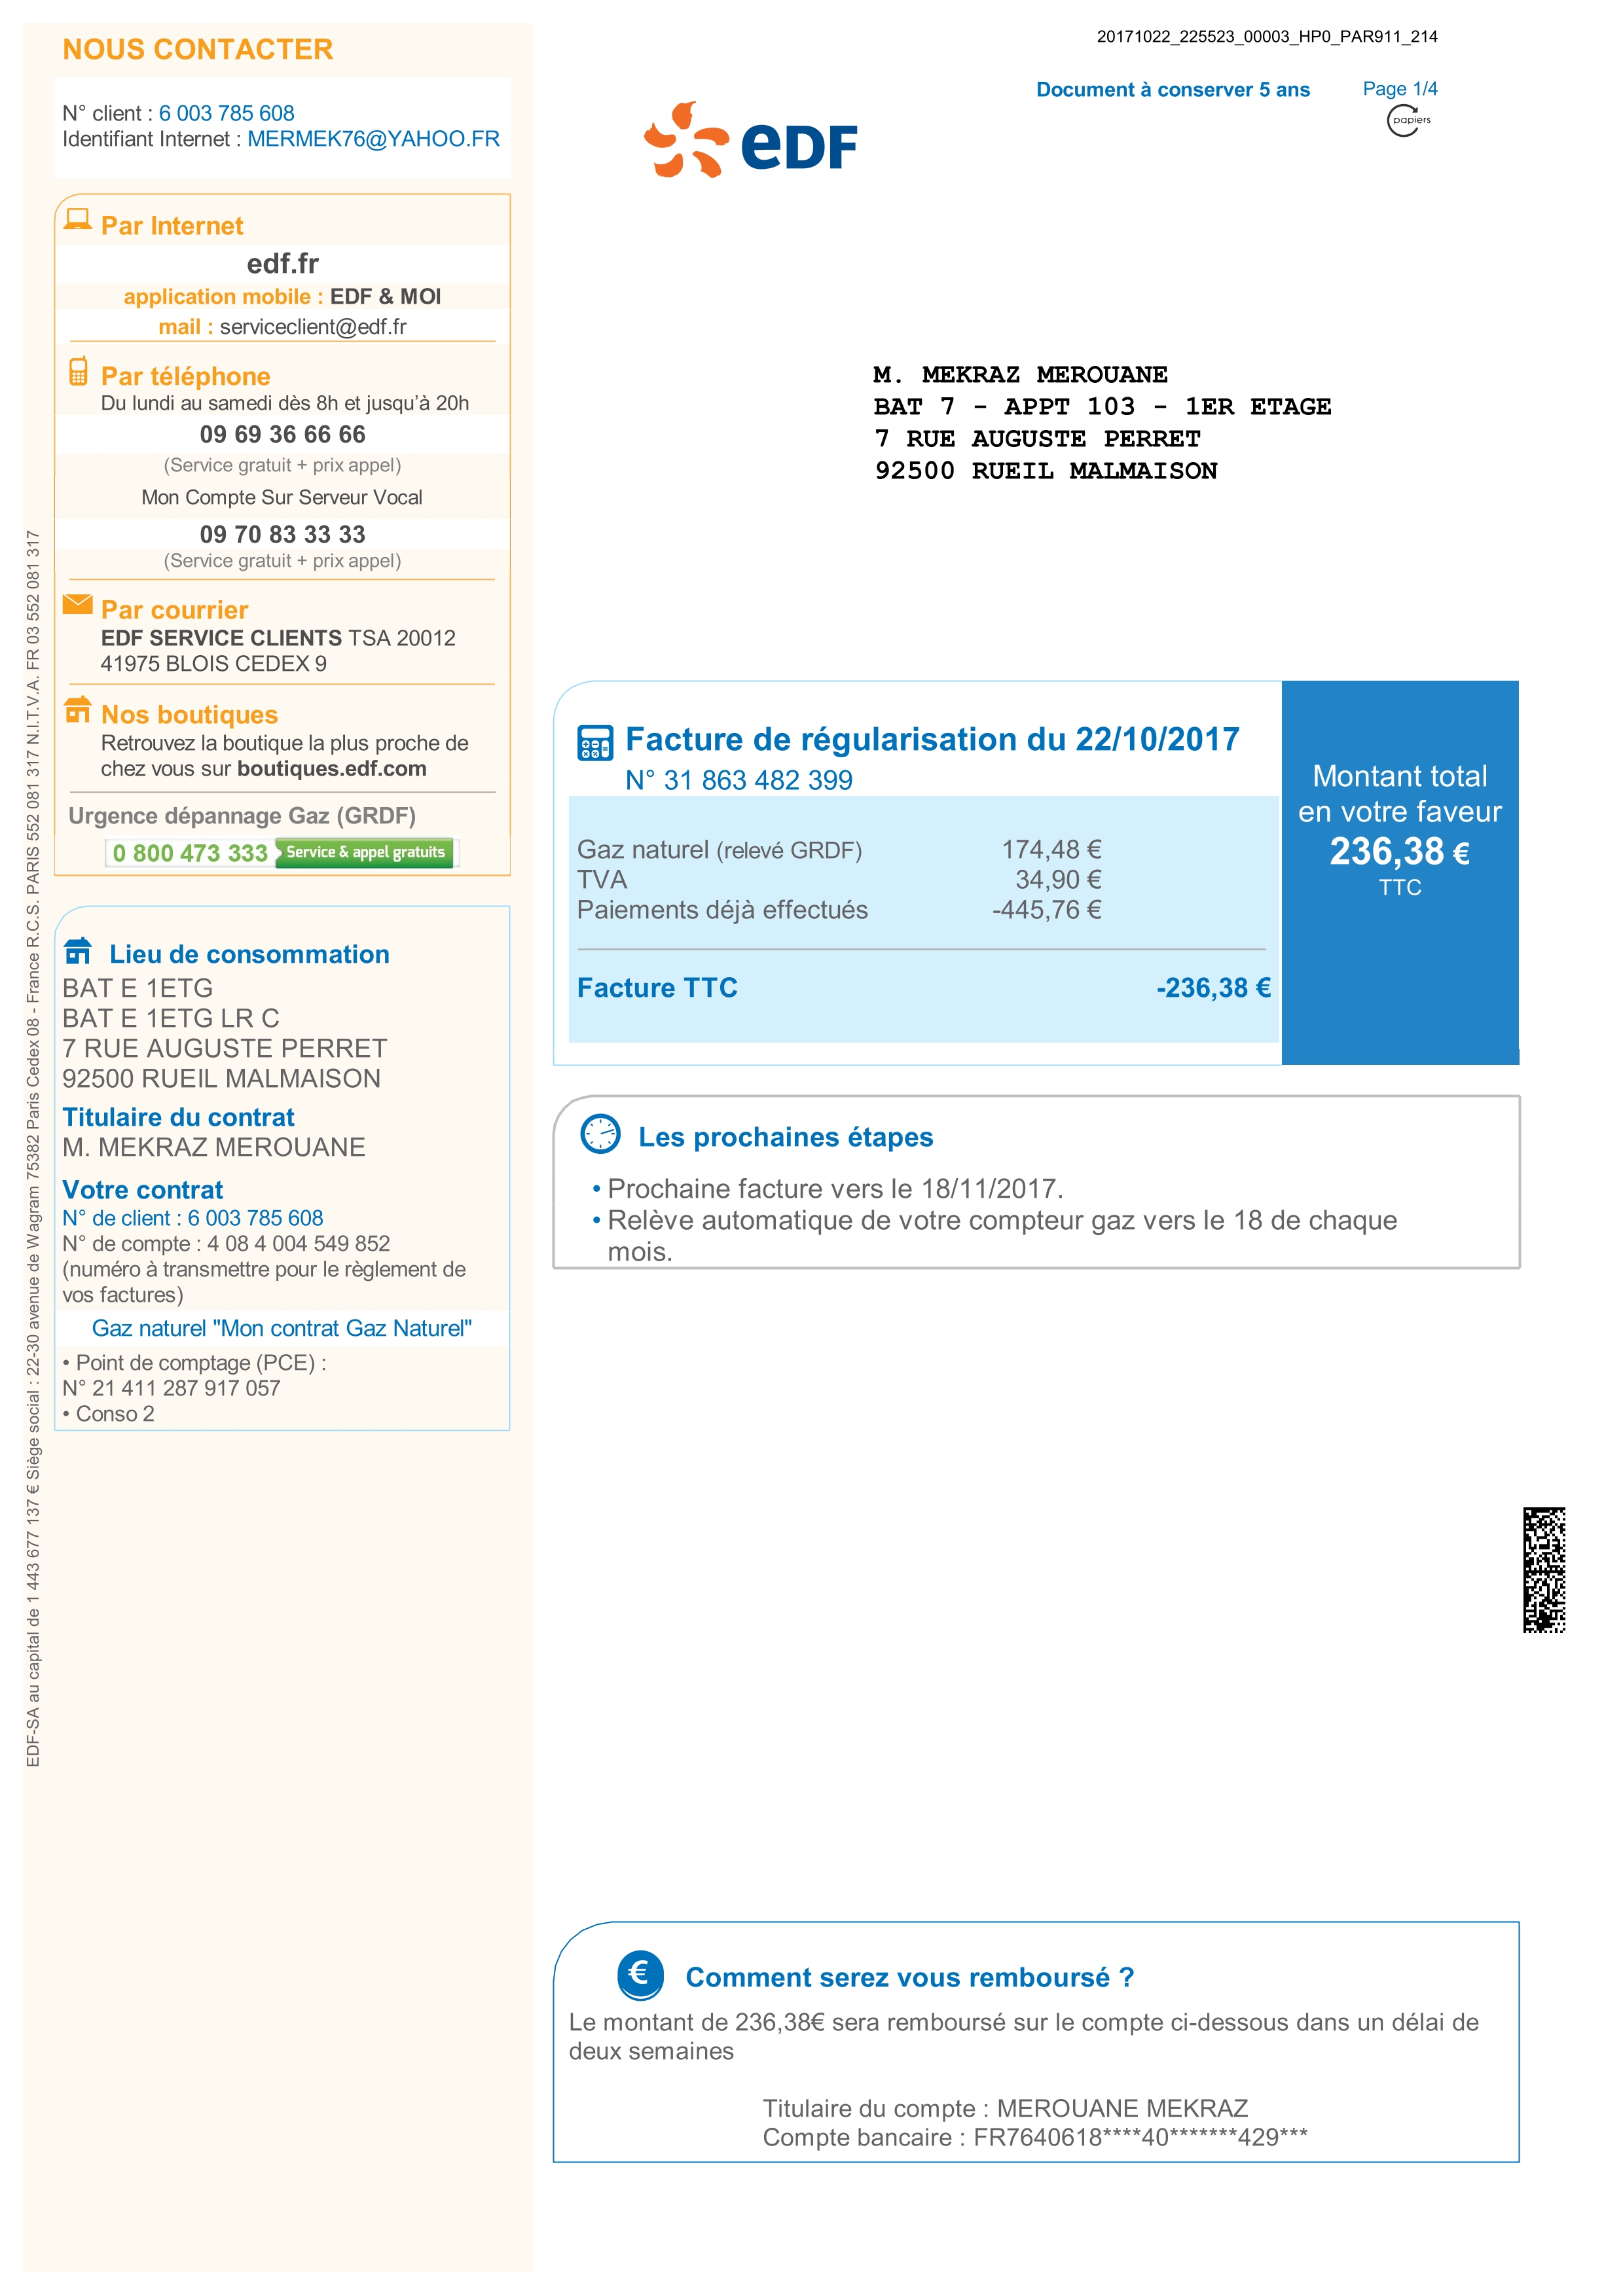 NOUS CONTACTER
N° client : 6 003 785 608
Identifiant Internet : MERMEK76@YAHOO.FR
Par Internet
edf.fr
application mobile : EDF & MOI
mail : serviceclient@edf.fr
Par téléphone
Du lundi au samedi dès 8h et jusqu'à 20h
09 69 36 66 66
(Service gratuit + prix appel)
Mon Compte Sur Serveur Vocal
09 70 83 33 33
(Service gratuit + prix appel)
Par courrier
EDF SERVICE CLIENTS TSA 20012
41975 BLOIS CEDEX 9
Nos boutiques
Retrouvez la boutique la plus proche de
chez vous sur boutiques.edf.com
Urgence dépannage Gaz (GRDF)
0 800 473 333 Service & appel gratuits
Lieu de consommation
BAT E 1ETG
BAT E 1ETG LR C
7 RUE AUGUSTE PERRET
92500 RUEIL MALMAISON
Titulaire du contrat
M. MEKRAZ MEROUANE
Votre contrat
N° de client : 6 003 785 608
N° de compte : 4 08 4 004 549 852
(numéro à transmettre pour le règlement de
vos factures)
Gaz naturel "Mon contrat Gaz Naturel"
• Point de comptage (PCE) :
N° 21 411 287 917 057
• Conso 2
EDF-SA au capital de 1 443 677 137 € Siège social : 22-30 avenue de Wagram 75382 Paris Cedex 08 - France R.C.S. PARIS 552 081 317 N.I.T.V.A. FR 03 552 081 317
20171022_225523_00003_HP0_PAR911_214
Document à conserver 5 ans
Page 1/4
papiers
eDF
M. MEKRAZ MEROUANE
BAT 7 - APPT 103 - 1ER ETAGE
7 RUE AUGUSTE PERRET
92500 RUEIL MALMAISON
Facture de régularisation du 22/10/2017
N° 31 863 482 399
Gaz naturel (relevé GRDF) 174,48 €
TVA 34,90 €
Paiements déjà effectués -445,76 €
Facture TTC -236,38 €
Montant total
en votre faveur
236,38 €
TTC
Les prochaines étapes
• Prochaine facture vers le 18/11/2017.
• Relève automatique de votre compteur gaz vers le 18 de chaque
mois.
€ Comment serez vous remboursé ?
Le montant de 236,38€ sera remboursé sur le compte ci-dessous dans un délai de
deux semaines
Titulaire du compte : MEROUANE MEKRAZ
Compte bancaire : FR7640618****40*******429***